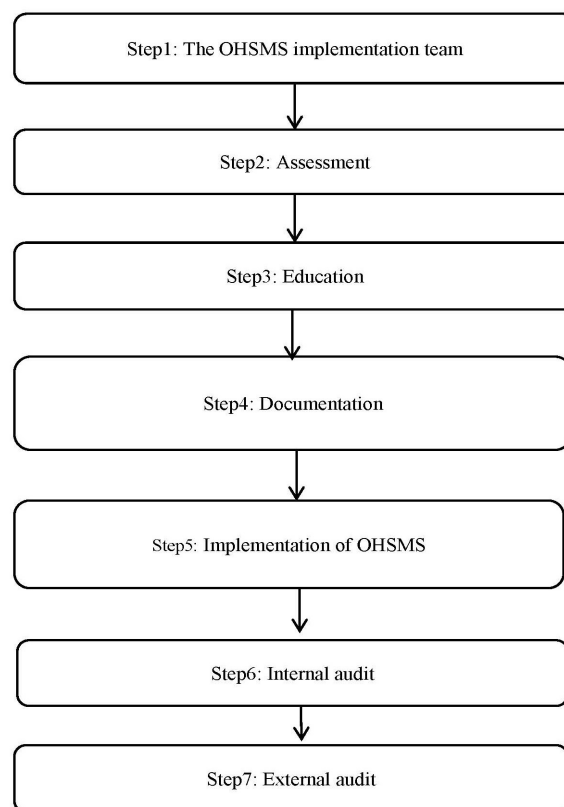 Step1: The OHSMS implementation team
Step2: Assessment
Step3: Education
Step4: Documentation
Step5: Implementation of OHSMS
Step6: Internal audit
Step7: External audit